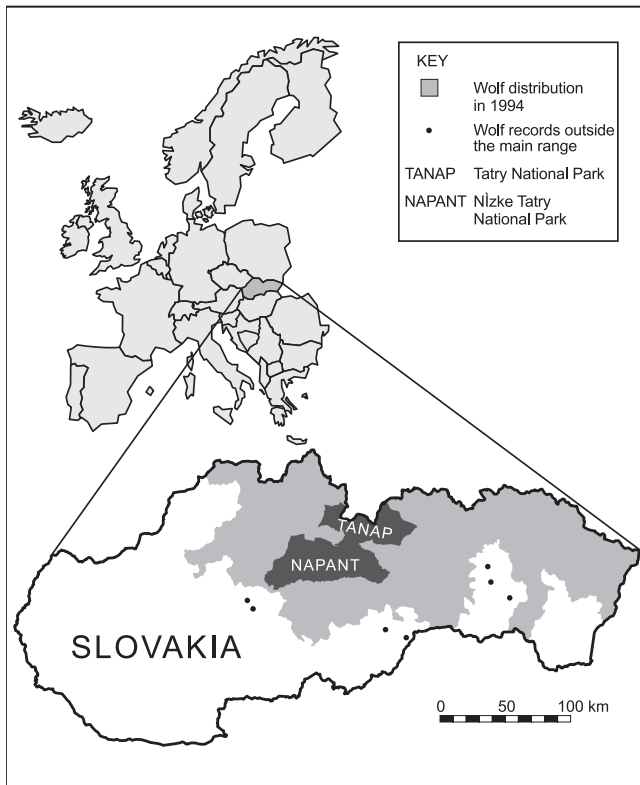 KEY
Wolf distribution
in 1994
Wolf records outside
the main range
TANAP Tatry National Park
NAPANT NÌzke Tatry
National Park
TANAP
NAPANT
SLOVAKIA
0 50 100 km